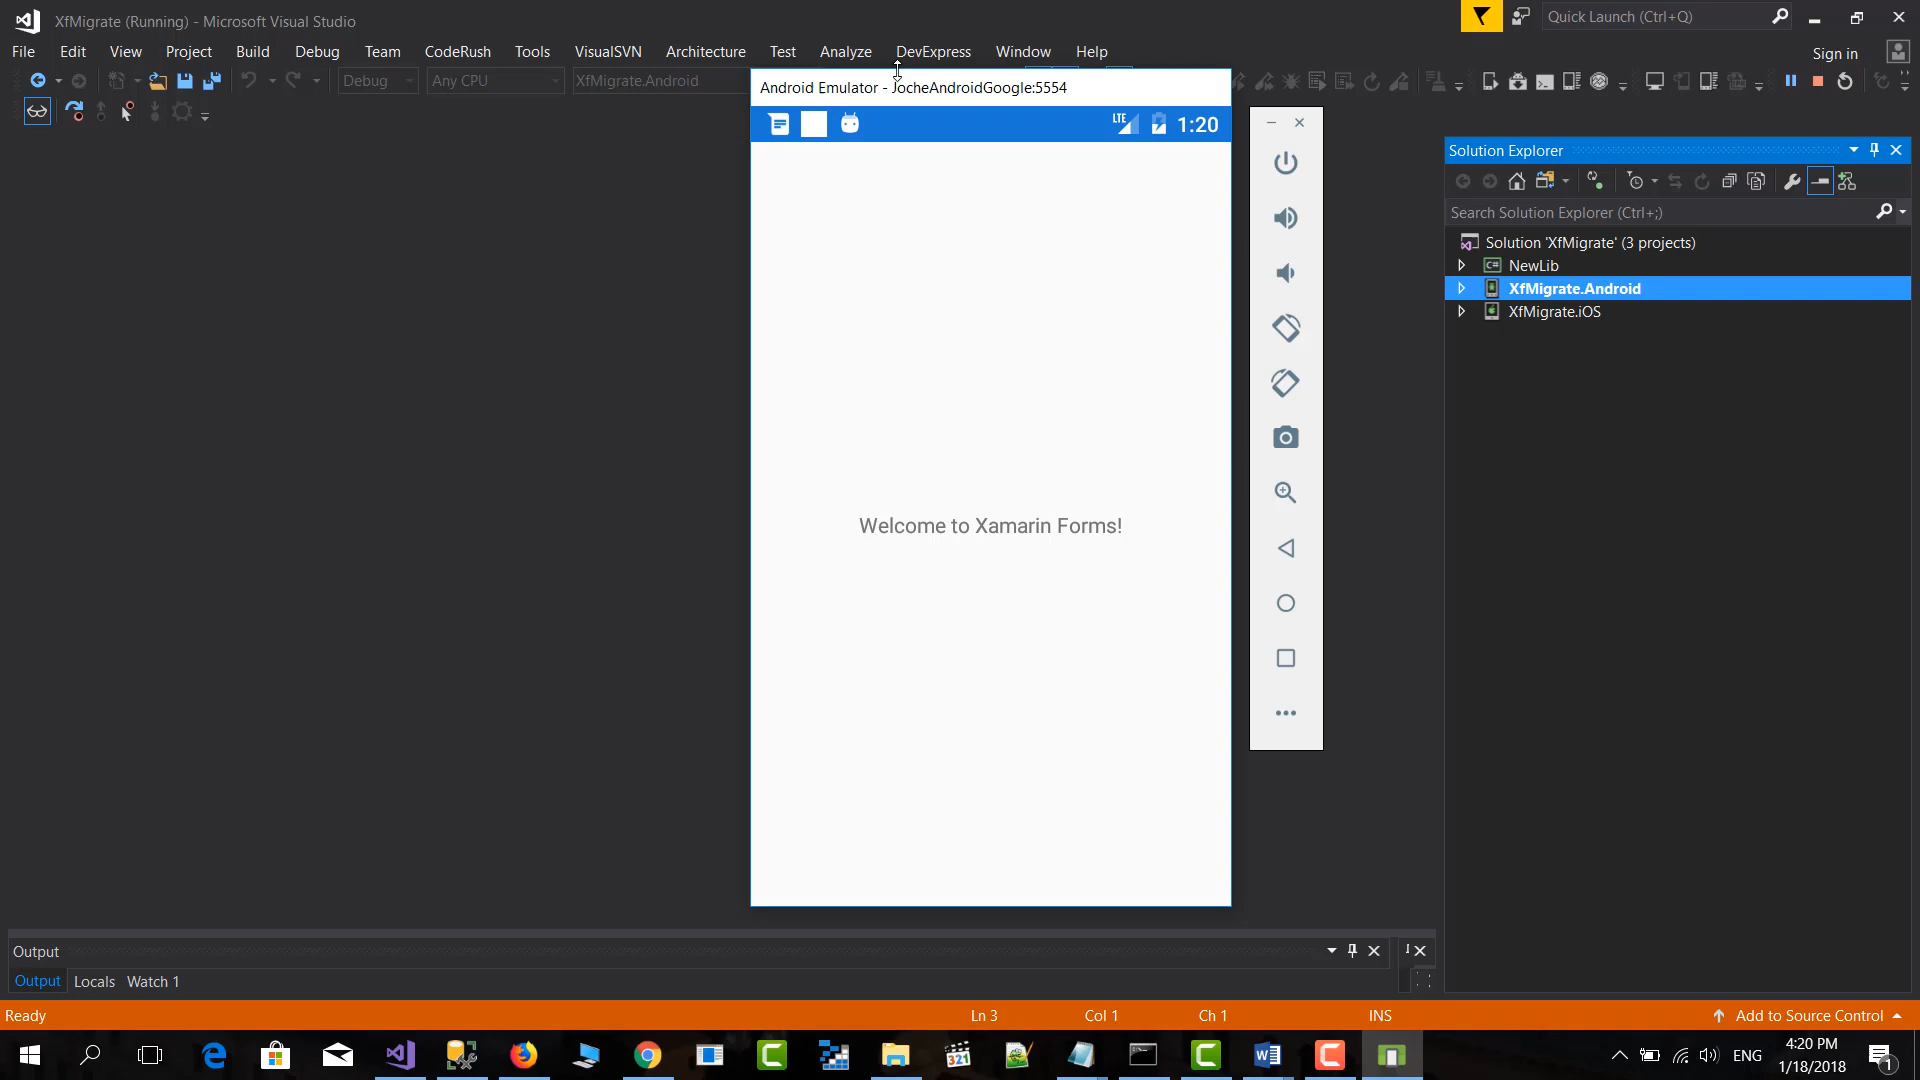 XfMigrate (Running) - Microsoft Visual Studio
Quick Launch (Ctrl+Q)
File Edit View Project Build Debug Team CodeRush Tools VisualSVN Architecture Test Analyze DevExpress Window Help
Sign in
Debug Any CPU XfMigrate.Android
Android Emulator - JocheAndroidGoogle:5554
LTE 1:20
Welcome to Xamarin Forms!
Solution Explorer
Search Solution Explorer (Ctrl+;)
Solution 'XfMigrate' (3 projects)
C# NewLib
XfMigrate.Android
XfMigrate.iOS
Output
Output Locals Watch 1
Ready Ln 3 Col 1 Ch 1 INS Add to Source Control
321
ENG
4:20 PM
1/18/2018
1